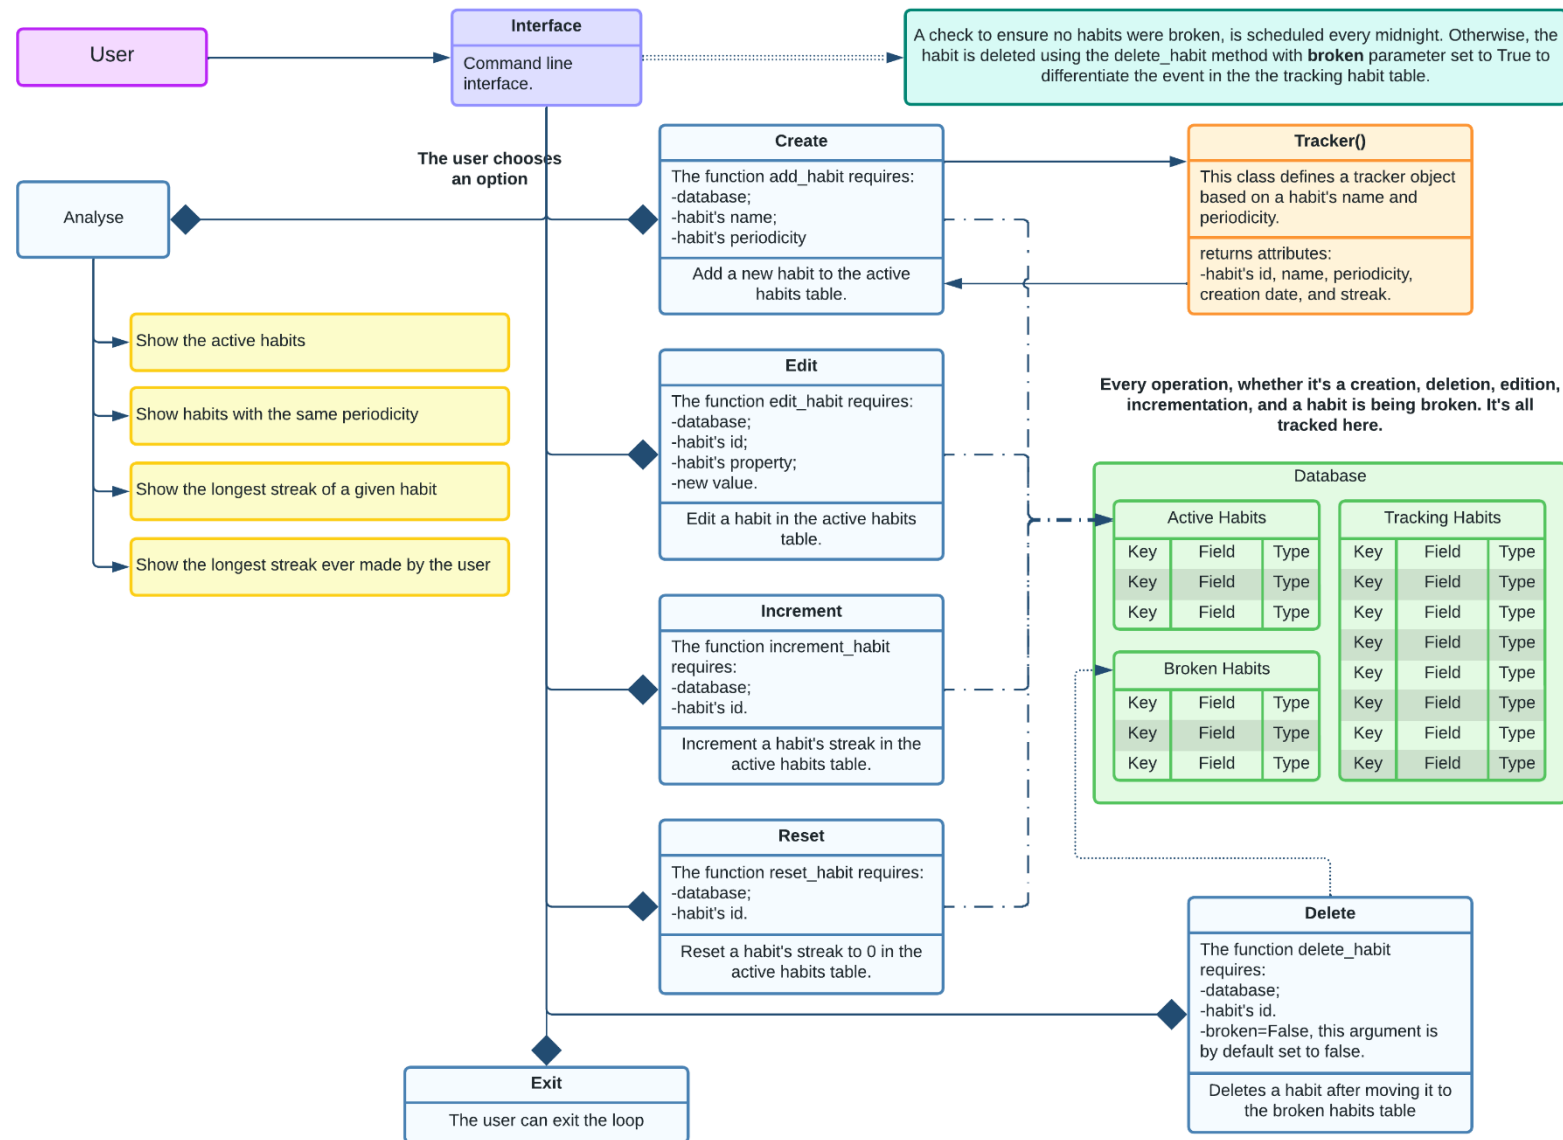 User
Interface
Command line
interface.
A check to ensure no habits were broken, is scheduled every midnight. Otherwise, the
habit is deleted using the delete_habit method with broken parameter set to True to
differentiate the event in the the tracking habit table.
The user chooses
an option
Analyse
Show the active habits
Show habits with the same periodicity
Show the longest streak of a given habit
Show the longest streak ever made by the user
Create
The function add_habit requires:
-database;
-habit's name;
-habit's periodicity
Add a new habit to the active
habits table.
Tracker()
This class defines a tracker object
based on a habit's name and
periodicity.
returns attributes:
-habit's id, name, periodicity,
creation date, and streak.
Edit
The function edit_habit requires:
-database;
-habit's id;
-habit's property;
-new value.
Edit a habit in the active habits
table.
Every operation, whether it's a creation, deletion, edition,
incrementation, and a habit is being broken. It's all
tracked here.
Database
Active Habits
Key Field Type
Key Field Type
Key Field Type
Tracking Habits
Key Field Type
Key Field Type
Key Field Type
Key Field Type
Key Field Type
Key Field Type
Key Field Type
Key Field Type
Broken Habits
Key Field Type
Key Field Type
Key Field Type
Increment
The function increment_habit
requires:
-database;
-habit's id.
Increment a habit's streak in the
active habits table.
Reset
The function reset_habit requires:
-database;
-habit's id.
Reset a habit's streak to 0 in the
active habits table.
Delete
The function delete_habit
requires:
-database;
-habit's id.
-broken=False, this argument is
by default set to false.
Deletes a habit after moving it to
the broken habits table
Exit
The user can exit the loop